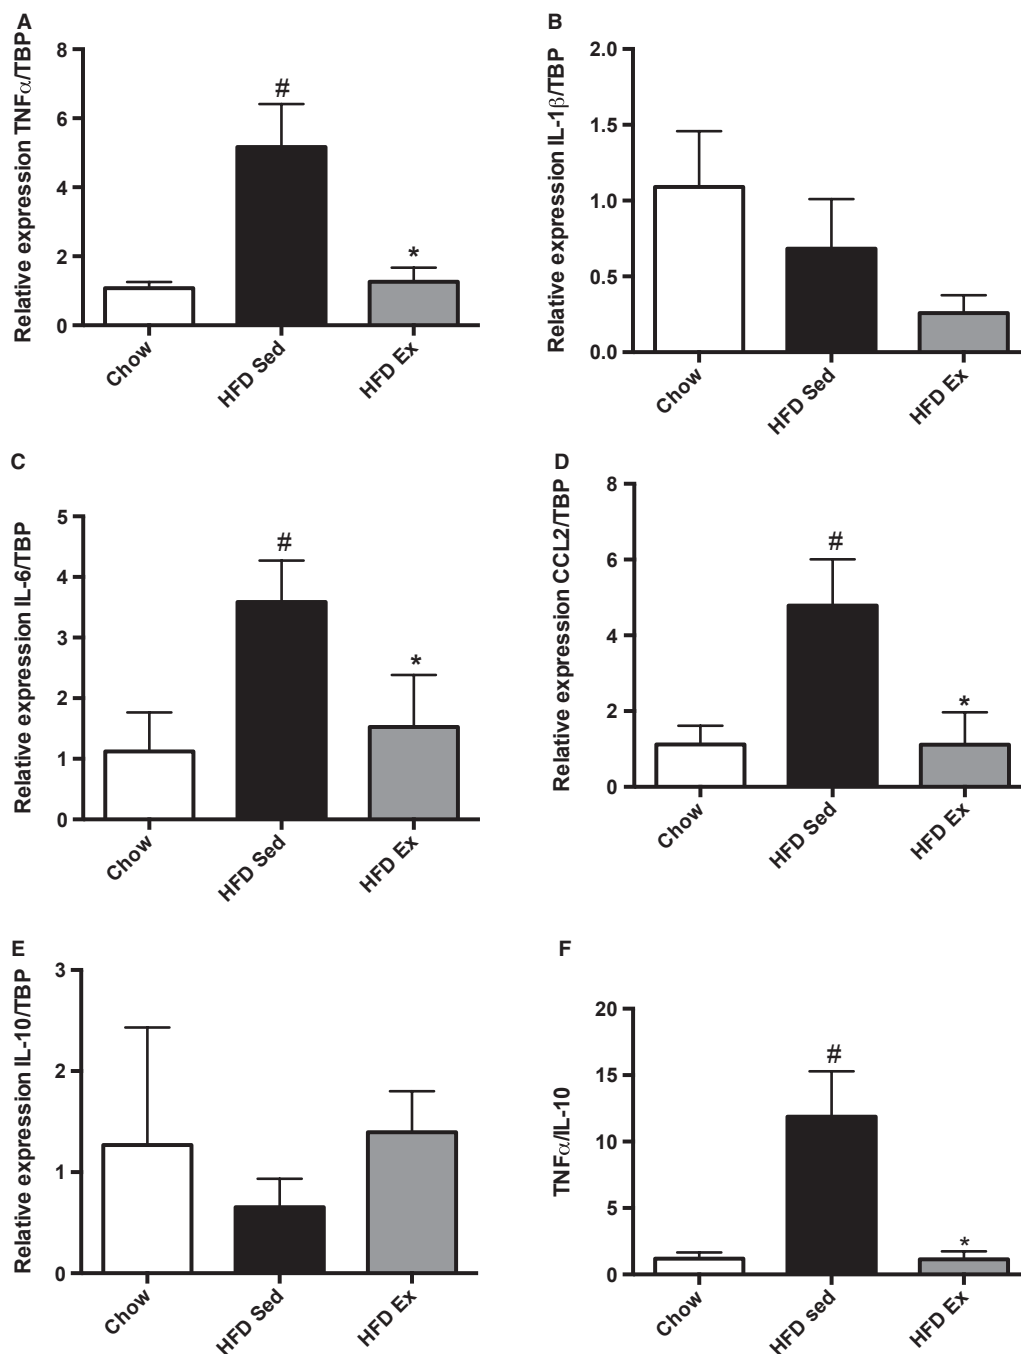 A
Relative expression TNFα/TBP
8
6
4
2
0
#
*
Chow
HFD Sed
HFD Ex
B
Relative expression IL-1β/TBP
2.0
1.5
1.0
0.5
0.0
Chow
HFD Sed
HFD Ex
C
Relative expression IL-6/TBP
5
4
3
2
1
0
#
*
Chow
HFD Sed
HFD Ex
D
Relative expression CCL2/TBP
8
6
4
2
0
#
*
Chow
HFD Sed
HFD Ex
E
Relative expression IL-10/TBP
3
2
1
0
Chow
HFD Sed
HFD Ex
F
TNFα/IL-10
20
15
10
5
0
#
*
Chow
HFD sed
HFD Ex